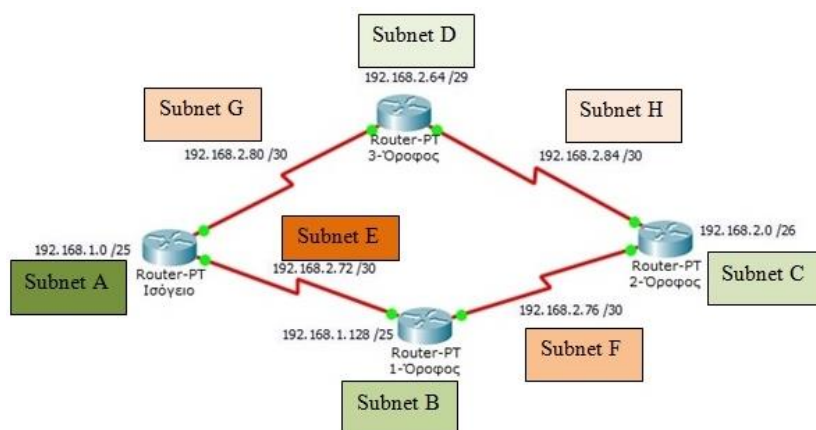 Subnet D
192.168.2.64 /29
Subnet G
Subnet H
Router-PT
3-Όροφος
192.168.2.80 /30
192.168.2.84 /30
Subnet E
192.168.1.0 /25
192.168.2.0 /26
Router-PT
Ισόγειο
192.168.2.72 /30
Router-PT
2-Όροφος
Subnet A
Subnet C
192.168.2.76 /30
192.168.1.128 /25
Router-PT
1-Όροφος
Subnet F
Subnet B